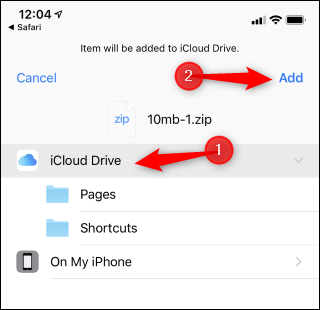 12:04
Safari
Item will be added to iCloud Drive.
Cancel
2
Add
zip
10mb-1.zip
1
iCloud Drive
Pages
Shortcuts
On My iPhone